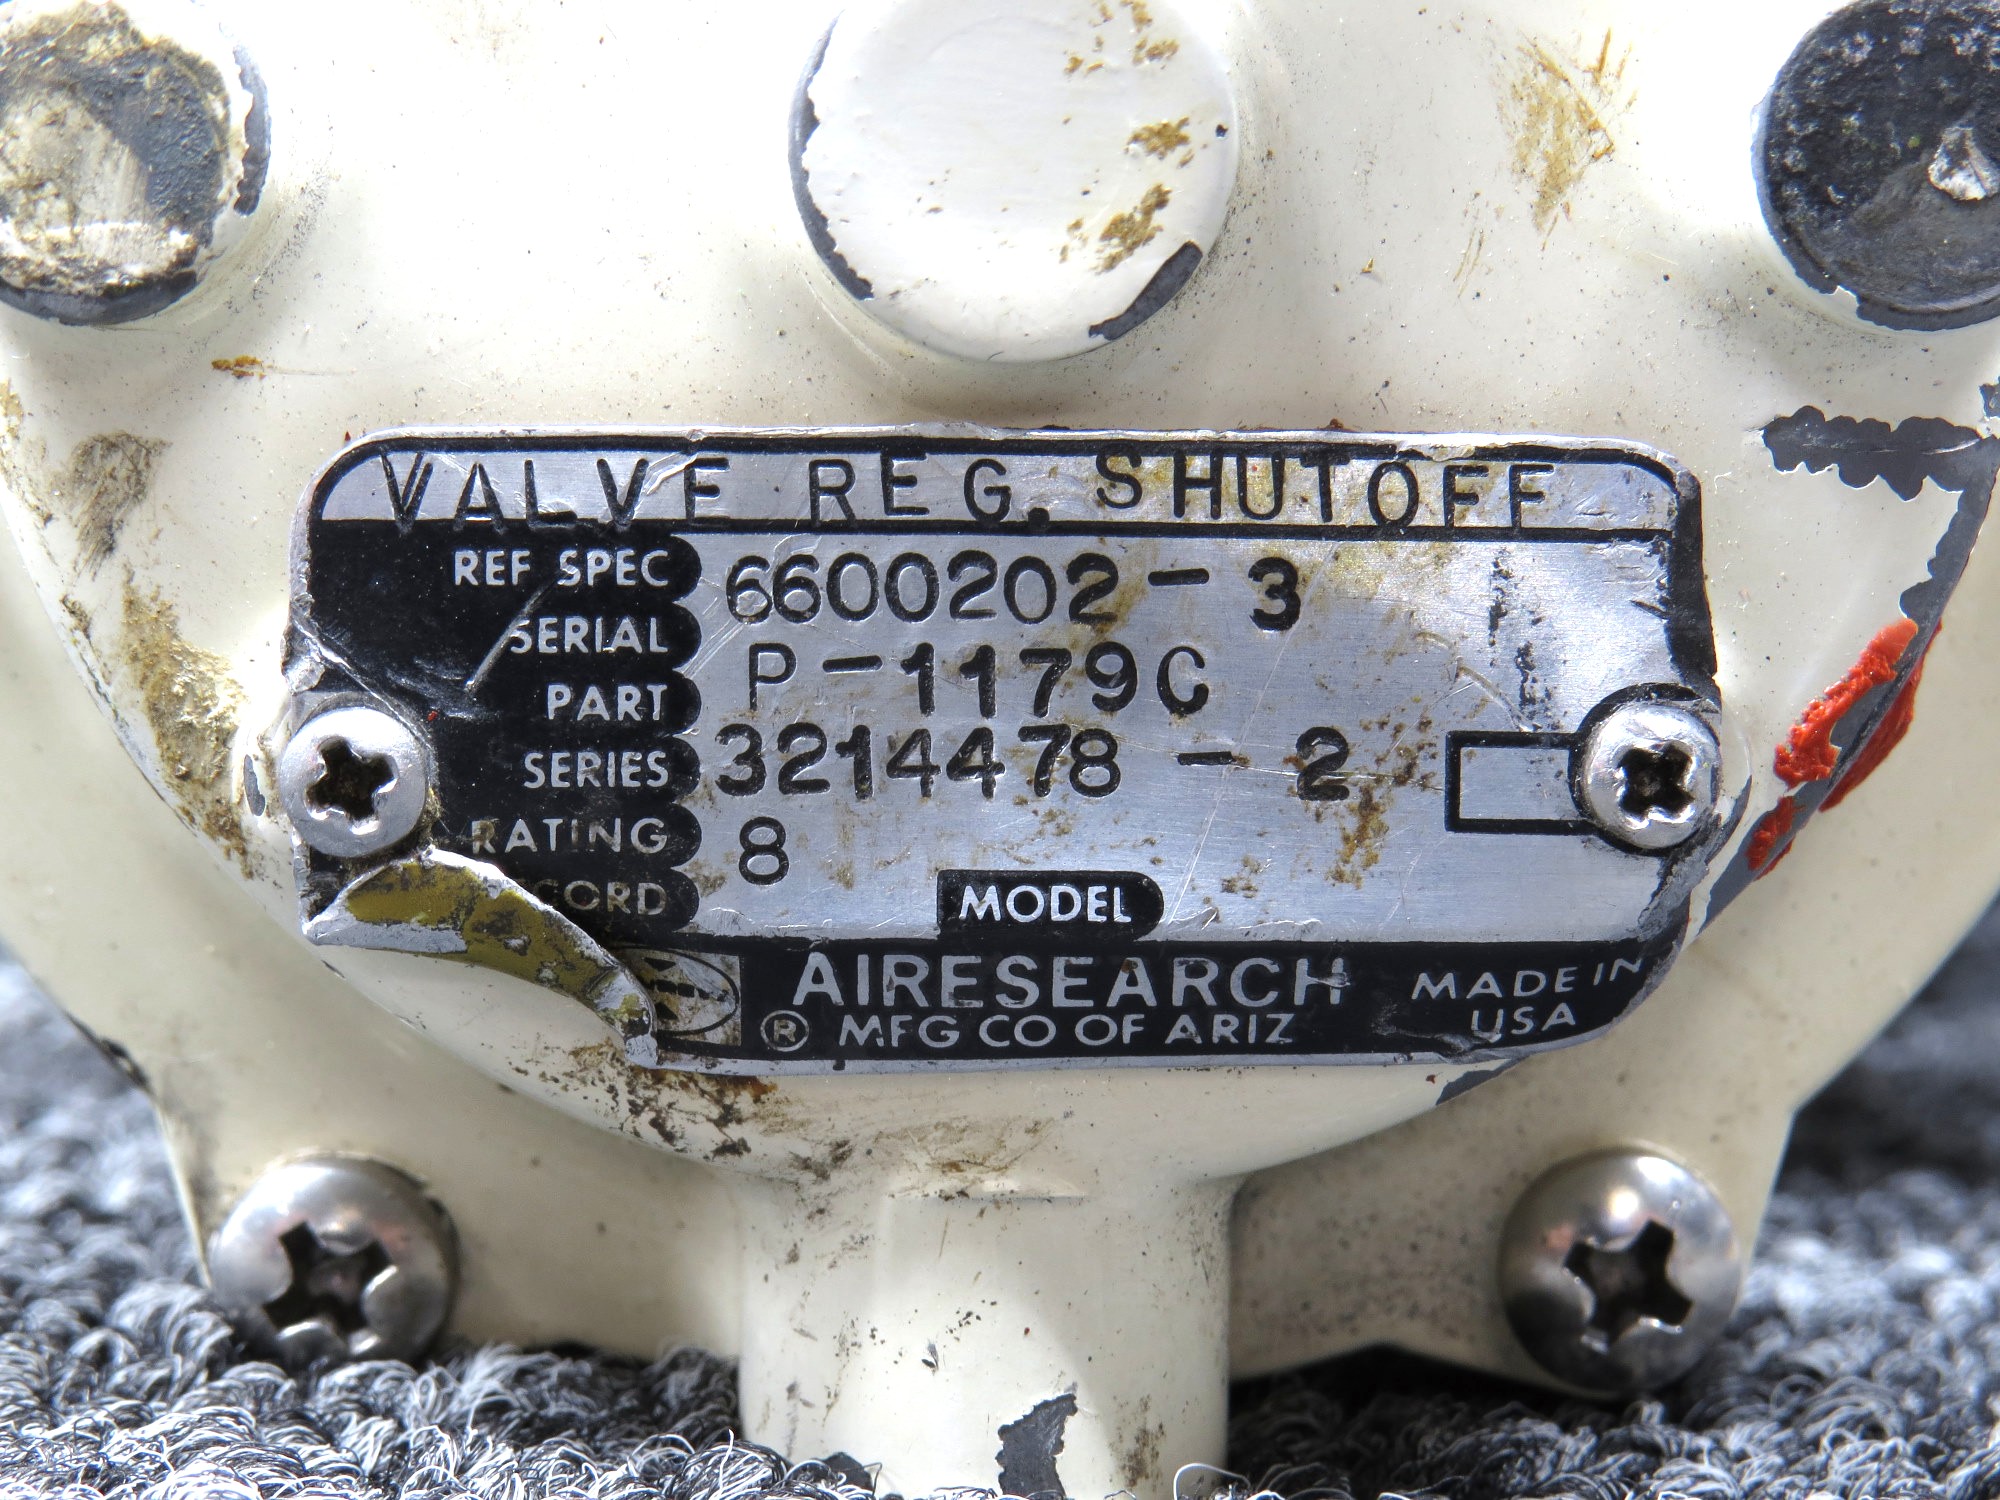 VALVE REG. SHUTOFF
REF SPEC 6600202-3
SERIAL P-1179C
PART 3214478-2
SERIES 8
RATING
MODEL
AIRESEARCH
® MFG CO OF ARIZ
MADE IN
USA